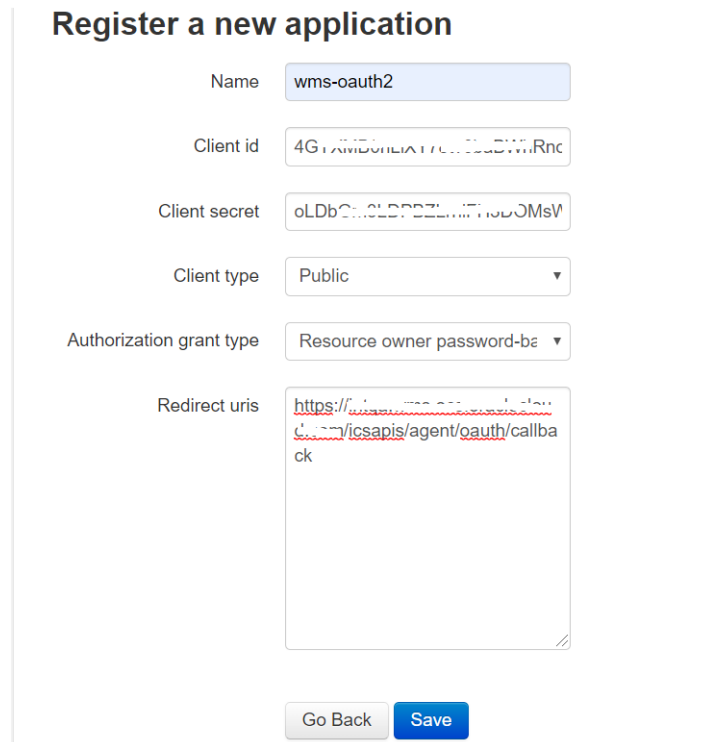 Register a new application
Name
wms-oauth2
Client id
Client secret
Client type
Public
Authorization grant type
Resource owner password-ba
Redirect uris
https://
/icsapis/agent/oauth/callba
ck
Go Back
Save